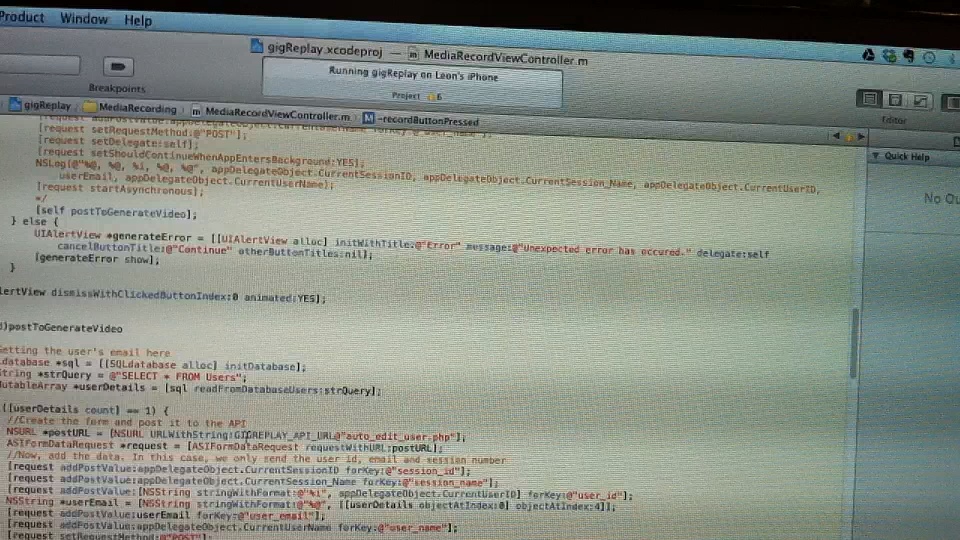 Product Window Help
gigReplay.xcodeproj — MediaRecordViewController.m
Running gigReplay on Leon's iPhone
Project 6
Breakpoints
Editor
gigReplay MediaRecording MediaRecordViewController.m M -recordButtonPressed
Quick Help
No Qu
[request setRequestMethod:@"POST"];
[request setDelegate:self];
[request setShouldContinueWhenAppEntersBackground:YES];
NSLog(@"%@, %@, %i, %@, %@", appDelegateObject.CurrentSessionID, appDelegateObject.CurrentSession_Name, appDelegateObject.CurrentUserID,
userEmail, appDelegateObject.CurrentUserName);
[request startAsynchronous];
*/
[self postToGenerateVideo];
} else {
UIAlertView *generateError = [[UIAlertView alloc] initWithTitle:@"Error" message:@"Unexpected error has occured." delegate:self
cancelButtonTitle:@"Continue" otherButtonTitles:nil];
[generateError show];
}
lertView dismissWithClickedButtonIndex:0 animated:YES];
)postToGenerateVideo
Getting the user's email here
database *sql = [[SQLdatabase alloc] initDatabase];
String *strQuery = @"SELECT * FROM Users";
MutableArray *userDetails = [sql readFromDatabaseUsers:strQuery];
([userDetails count] == 1) {
//Create the form and post it to the API
NSURL *postURL = [NSURL URLWithString:GIGREPLAY_API_URL@"auto_edit_user.php"];
ASIFormDataRequest *request = [ASIFormDataRequest requestWithURL:postURL];
//Now, add the data. In this case, we only send the user id, email and session number
[request addPostValue:appDelegateObject.CurrentSessionID forKey:@"session_id"];
[request addPostValue:appDelegateObject.CurrentSession_Name forKey:@"session_name"];
[request addPostValue:[NSString stringWithFormat:@"%i", appDelegateObject.CurrentUserID] forKey:@"user_id"];
NSString *userEmail = [NSString stringWithFormat:@"%@", [[userDetails objectAtIndex:0] objectAtIndex:4]];
[request addPostValue:userEmail forKey:@"user_email"];
[request addPostValue:appDelegateObject.CurrentUserName forKey:@"user_name"];
[request setRequestMethod:@"POST"];